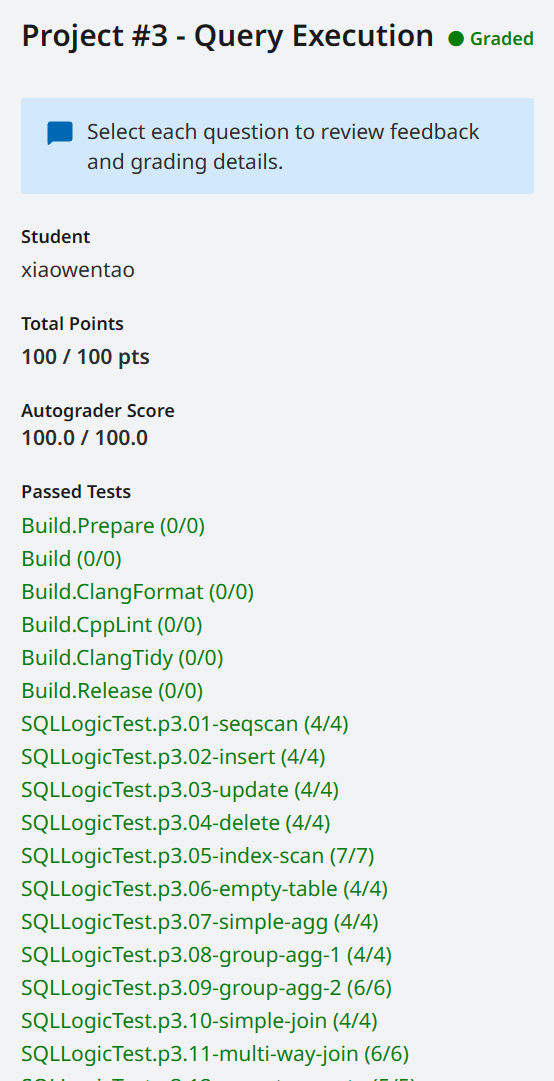 Project #3 - Query Execution
Graded
Select each question to review feedback
and grading details.
Student
xiaowentao
Total Points
100 / 100 pts
Autograder Score
100.0 / 100.0
Passed Tests
Build.Prepare (0/0)
Build (0/0)
Build.ClangFormat (0/0)
Build.CppLint (0/0)
Build.ClangTidy (0/0)
Build.Release (0/0)
SQLLogicTest.p3.01-seqscan (4/4)
SQLLogicTest.p3.02-insert (4/4)
SQLLogicTest.p3.03-update (4/4)
SQLLogicTest.p3.04-delete (4/4)
SQLLogicTest.p3.05-index-scan (7/7)
SQLLogicTest.p3.06-empty-table (4/4)
SQLLogicTest.p3.07-simple-agg (4/4)
SQLLogicTest.p3.08-group-agg-1 (4/4)
SQLLogicTest.p3.09-group-agg-2 (6/6)
SQLLogicTest.p3.10-simple-join (4/4)
SQLLogicTest.p3.11-multi-way-join (6/6)